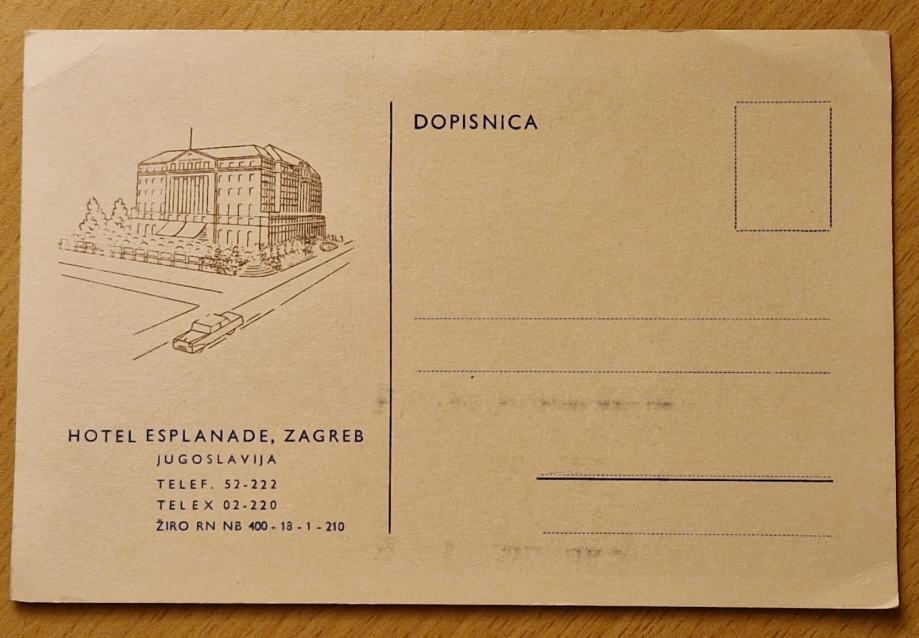 DOPISNICA
HOTEL ESPLANADE, ZAGREB
JUGOSLAVIJA
TELEF. 52-222
TELEX 02-220
ŽIRO RN NB 400-18-1-210